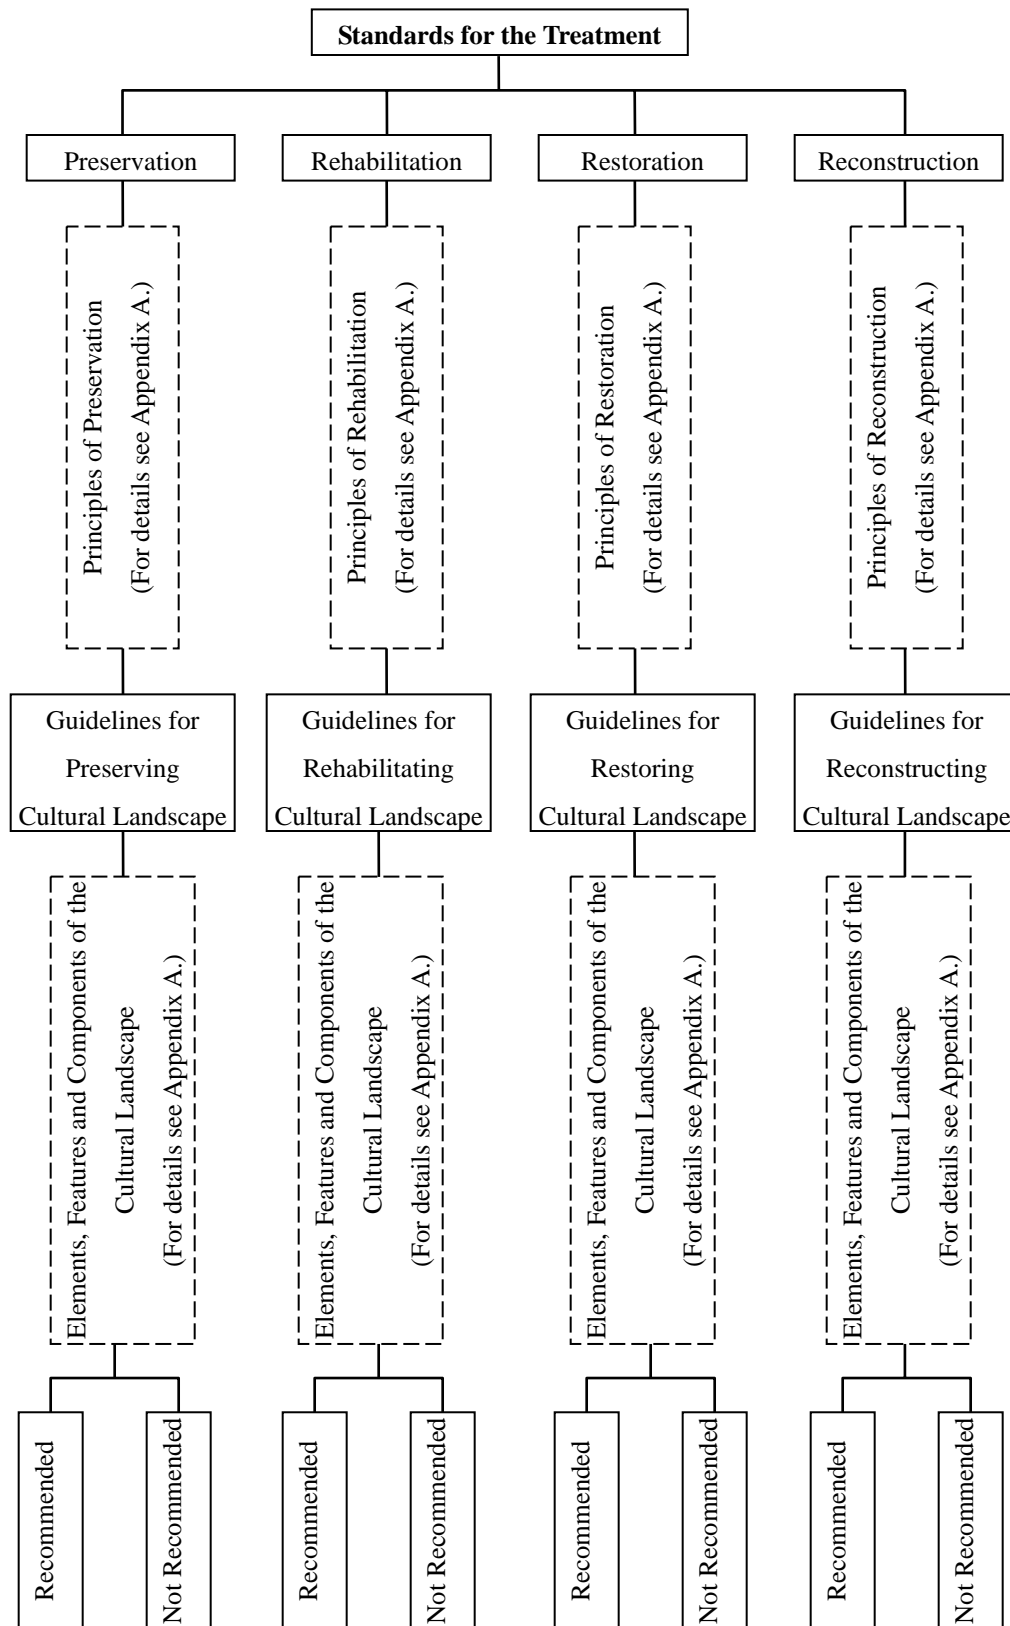 Standards for the Treatment
Preservation
Rehabilitation
Restoration
Reconstruction
Principles of Preservation
(For details see Appendix A.)
Principles of Rehabilitation
(For details see Appendix A.)
Principles of Restoration
(For details see Appendix A.)
Principles of Reconstruction
(For details see Appendix A.)
Guidelines for
Preserving
Cultural Landscape
Guidelines for
Rehabilitating
Cultural Landscape
Guidelines for
Restoring
Cultural Landscape
Guidelines for
Reconstructing
Cultural Landscape
Elements, Features and Components of the
Cultural Landscape
(For details see Appendix A.)
Elements, Features and Components of the
Cultural Landscape
(For details see Appendix A.)
Elements, Features and Components of the
Cultural Landscape
(For details see Appendix A.)
Elements, Features and Components of the
Cultural Landscape
(For details see Appendix A.)
Recommended
Not Recommended
Recommended
Not Recommended
Recommended
Not Recommended
Recommended
Not Recommended